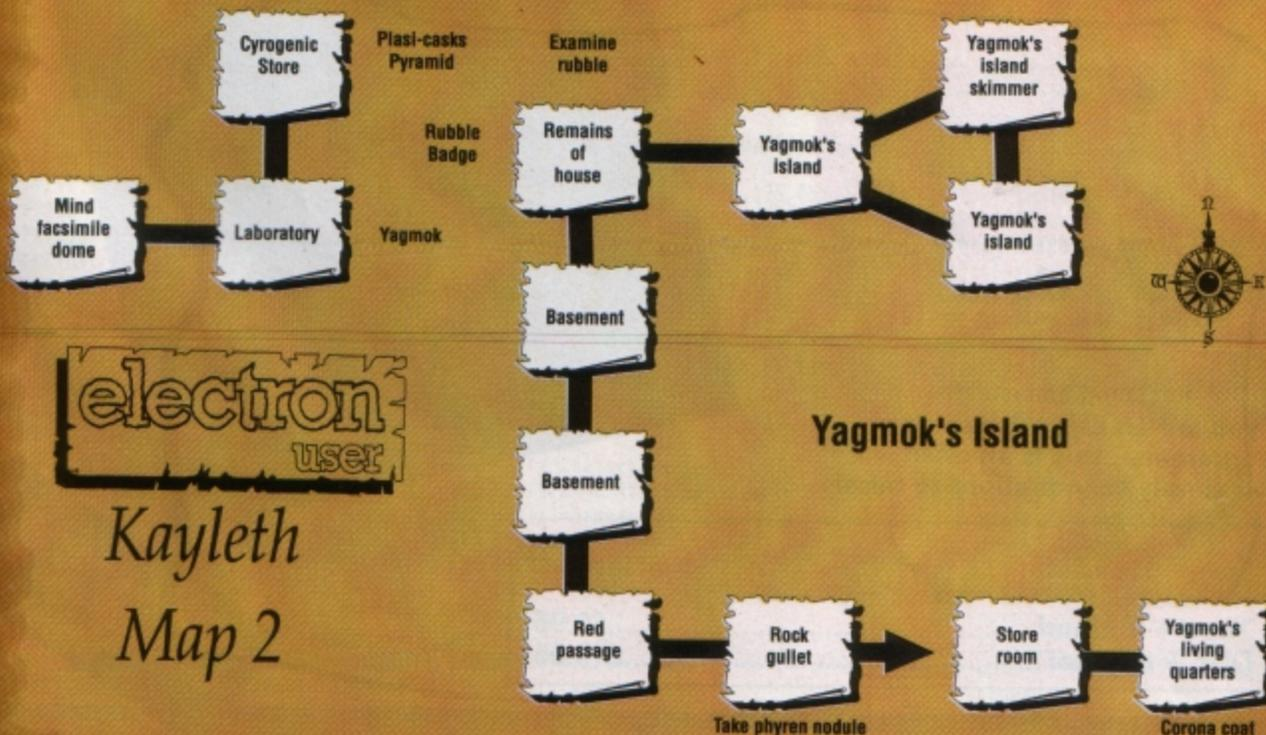 Cyrogenic
Store
Plasi-casks
Pyramid
Examine
rubble
Yagmok's
island
skimmer
Rubble
Badge
Remains
of
house
Yagmok's
island
Mind
facsimile
dome
Laboratory
Yagmok
Yagmok's
island
N
W
E
S
Basement
electron
user
Yagmok's Island
Basement
Kayleth
Map 2
Red
passage
Rock
gullet
Store
room
Yagmok's
living
quarters
Take phyren nodule
Corona coat